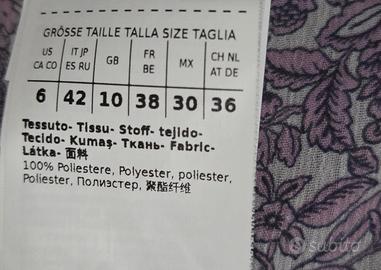 GRÖSSE TAILLE TALLA SIZE TAGLIA
US CA CO | IT JP ES RU | GB | FR BE | MX | CH NL AT DE
6 | 42 | 10 | 38 | 30 | 36
Tessuto- Tissu- Stoff- tejido-
Tecido- Kumaş- Ткань- Fabric-
Látka- 面料
100% Poliestere, Polyester, poliester,
Poliester, Полиэстер, 聚酯纤维
subito